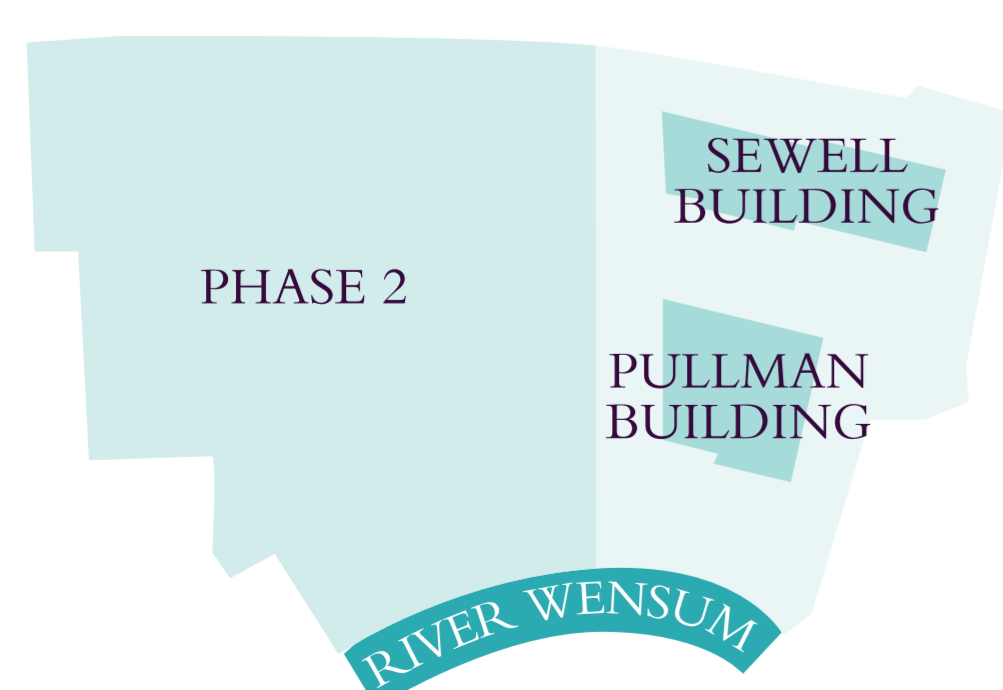 SEWELL
BUILDING
PHASE 2
PULLMAN
BUILDING
RIVER WENSUM